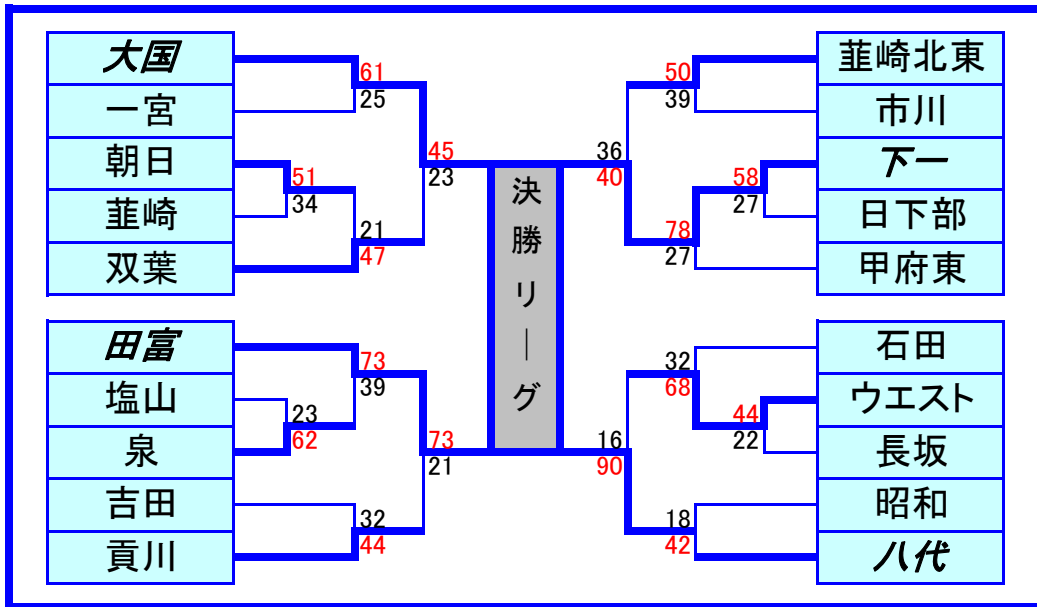 大国
一宮
朝日
韮崎
双葉
田富
塩山
泉
吉田
貢川
61
25
51
34
21
47
45
23
73
39
23
62
32
44
73
21
決勝リーグ
36
40
50
39
58
27
78
27
32
68
44
22
16
90
18
42
韮崎北東
市川
下一
日下部
甲府東
石田
ウエスト
長坂
昭和
八代